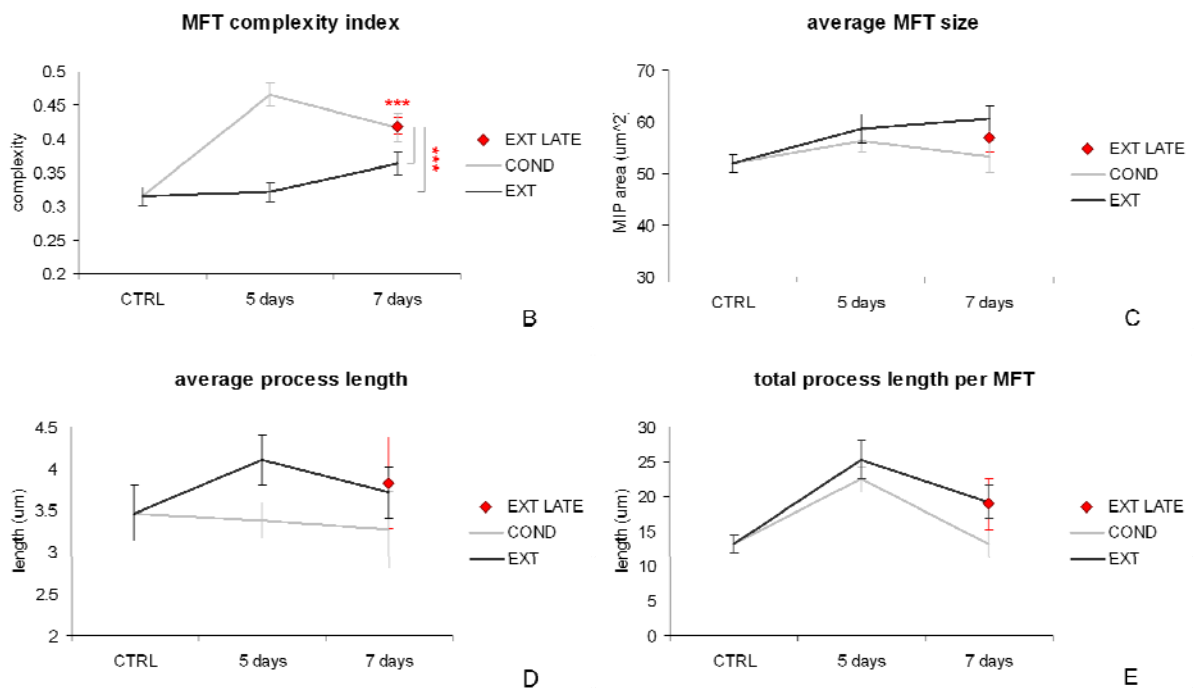 MFT complexity index
0.5
0.45
0.4
0.35
0.3
0.25
0.2
complexity
***
***
EXT LATE
COND
EXT
CTRL
5 days
7 days
B
average MFT size
70
60
50
40
30
MIP area (um^2)
EXT LATE
COND
EXT
CTRL
5 days
7 days
C
average process length
4.5
4
3.5
3
2.5
2
length (um)
EXT LATE
COND
EXT
CTRL
5 days
7 days
D
total process length per MFT
30
25
20
15
10
5
0
length (um)
EXT LATE
COND
EXT
CTRL
5 days
7 days
E